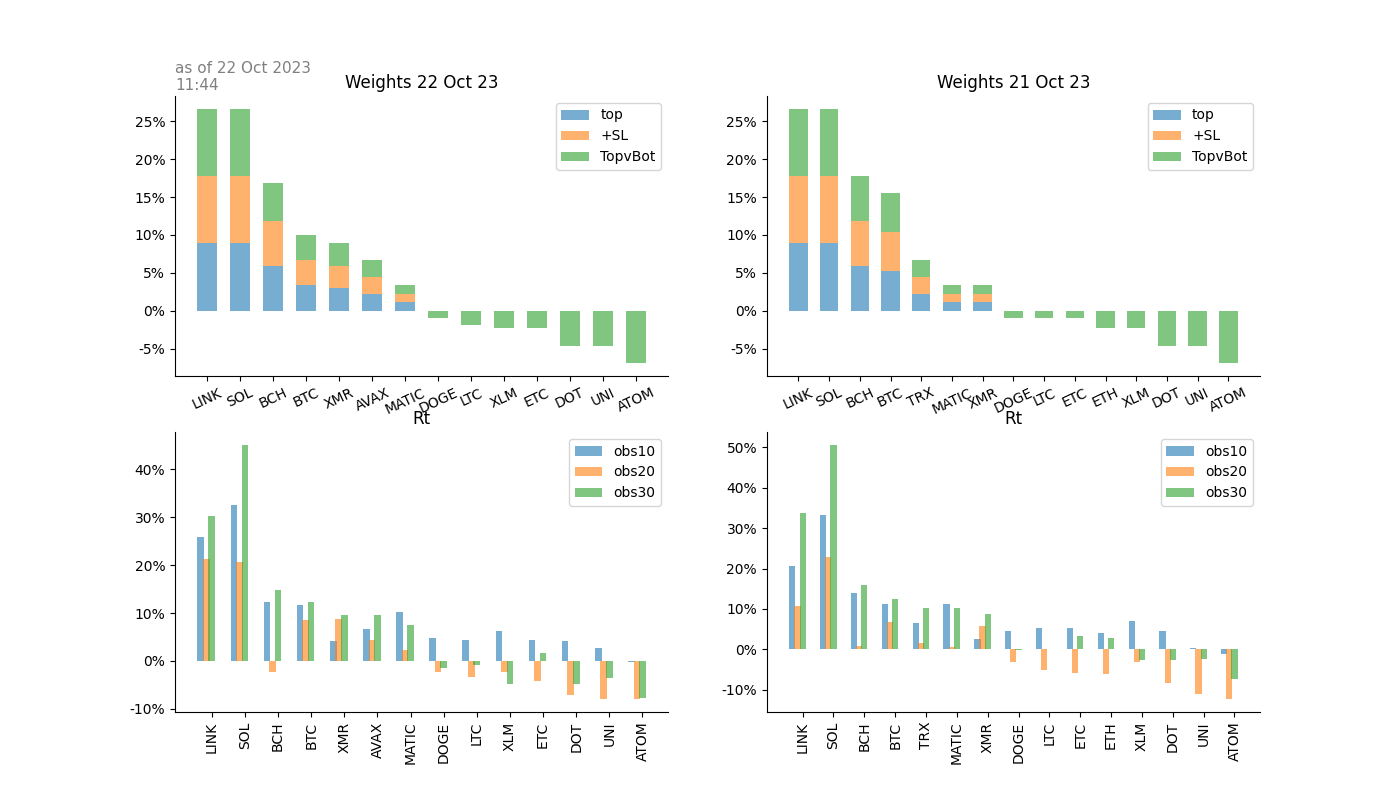 as of 22 Oct 2023
11:44
Weights 22 Oct 23
25%
20%
15%
10%
5%
0%
-5%
top
+SL
TopvBot
LINK SOL BCH BTC XMR AVAX MATIC DOGE LTC XLM ETC DOT UNI ATOM
Weights 21 Oct 23
25%
20%
15%
10%
5%
0%
-5%
top
+SL
TopvBot
LINK SOL BCH BTC TRX MATIC XMR DOGE LTC ETC ETH XLM DOT UNI ATOM
Rt
40%
30%
20%
10%
0%
-10%
obs10
obs20
obs30
LINK SOL BCH BTC XMR AVAX MATIC DOGE LTC XLM ETC DOT UNI ATOM
Rt
50%
40%
30%
20%
10%
0%
-10%
obs10
obs20
obs30
LINK SOL BCH BTC TRX MATIC XMR DOGE LTC ETC ETH XLM DOT UNI ATOM